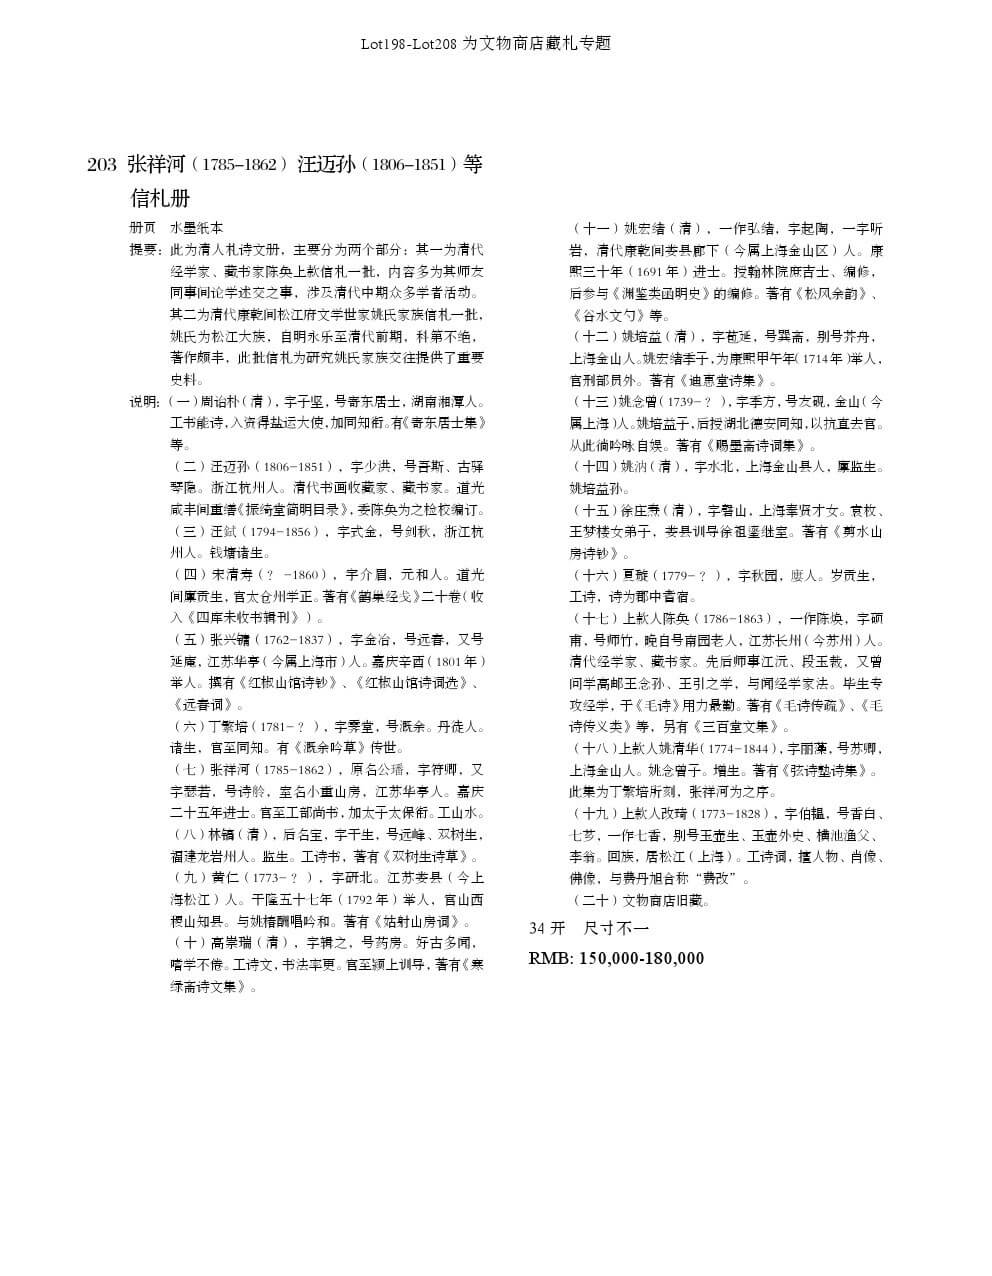 Lot198-Lot208 为文物商店藏札专题
203 张祥河（1785–1862） 汪迈孙（1806–1851）等
信札册
册页　水墨纸本
提要：此为清人札诗文册，主要分为两个部分：其一为清代
经学家、藏书家陈奂上款信札一批，内容多为其师友
同事间论学述交之事，涉及清代中期众多学者活动。
其二为清代康乾间松江府文学世家姚氏家族信札一批，
姚氏为松江大族，自明永乐至清代前期，科第不绝，
著作颇丰，此批信札为研究姚氏家族交往提供了重要
史料。
说明：（一）周诒朴（清），字子坚，号寄东居士，湖南湘潭人。
工书能诗，入资得盐运大使，加同知衔。有《寄东居士集》
等。
（二）汪迈孙（1806-1851），字少洪，号吾斯、古驿
琴隐。浙江杭州人。清代书画收藏家、藏书家。道光
咸丰间重缮《振绮堂简明目录》，委陈奂为之检校编订。
（三）汪鉽（1794-1856），字式金，号剑秋，浙江杭
州人。钱塘诸生。
（四）宋清寿（？ -1860），字介眉，元和人。道光
间廪贡生，官太仓州学正。著有《鹤巢经戋》二十卷（收
入《四库未收书辑刊》）。
（五）张兴镛（1762-1837），字金冶，号远春，又号
延庵，江苏华亭（今属上海市）人。嘉庆辛酉（1801 年）
举人。撰有《红椒山馆诗钞》、《红椒山馆诗词选》、
《远春词》。
（六）丁繁培（1781- ？），字霁堂，号溉余。丹徒人。
诸生，官至同知。有《溉余吟草》传世。
（七）张祥河（1785-1862），原名公璠，字符卿，又
字瑟若，号诗舲，室名小重山房，江苏华亭人。嘉庆
二十五年进士。官至工部尚书，加太子太保衔。工山水。
（八）林镐（清），后名宝，字干生，号远峰、双树生，
福建龙岩州人。监生。工诗书，著有《双树生诗草》。
（九）黄仁（1773- ？），字研北。江苏娄县（今上
海松江）人。干隆五十七年（1792 年）举人，官山西
稷山知县。与姚椿酬唱吟和。著有《姑射山房词》。
（十）高崇瑞（清），字辑之，号药房。好古多闻，
嗜学不倦。工诗文，书法率更。官至颍上训导，著有《寒
绿斋诗文集》。
（十一）姚宏绪（清），一作弘绪，字起陶，一字听
岩，清代康乾间娄县廊下（今属上海金山区）人。康
熙三十年（1691 年）进士。授翰林院庶吉士、编修，
后参与《渊鉴类函明史》的编修。著有《松风余韵》、
《谷水文勺》等。
（十二）姚培益（清），字苞延，号巽斋，别号芥舟，
上海金山人。姚宏绪季子，为康熙甲午年（1714 年）举人，
官刑部员外。著有《迪惠堂诗集》。
（十三）姚念曾（1739- ？），字季方，号友砚，金山（今
属上海）人。姚培益子，后授湖北德安同知，以抗直去官。
从此徜吟咏自娱。著有《赐墨斋诗词集》。
（十四）姚汭（清），字水北，上海金山县人，廪监生。
姚培益孙。
（十五）徐庄焘（清），字磬山，上海奉贤才女。袁枚、
王梦楼女弟子，娄县训导徐祖鎏继室。著有《剪水山
房诗钞》。
（十六）夏璇（1779- ？），字秋园，庠人。岁贡生，
工诗，诗为郡中耆宿。
（十七）上款人陈奂（1786-1863），一作陈焕，字硕
甫，号师竹，晚自号南园老人，江苏长州（今苏州）人。
清代经学家、藏书家。先后师事江沅、段玉裁，又曾
问学高邮王念孙、王引之学，与闻经学家法。毕生专
攻经学，于《毛诗》用力最勤。著有《毛诗传疏》、《毛
诗传义类》等，另有《三百堂文集》。
（十八）上款人姚清华（1774-1844），字丽藻，号苏卿，
上海金山人。姚念曾子。增生。著有《弦诗塾诗集》。
此集为丁繁培所刻，张祥河为之序。
（十九）上款人改琦（1773-1828），字伯韫，号香白、
七芗，一作七香，别号玉壶生、玉壶外史、横泖渔父、
李翁。回族，居松江（上海）。工诗词，擅人物、肖像、
佛像，与费丹旭合称“费改”。
（二十）文物商店旧藏。
34 开　尺寸不一
RMB: 150,000-180,000